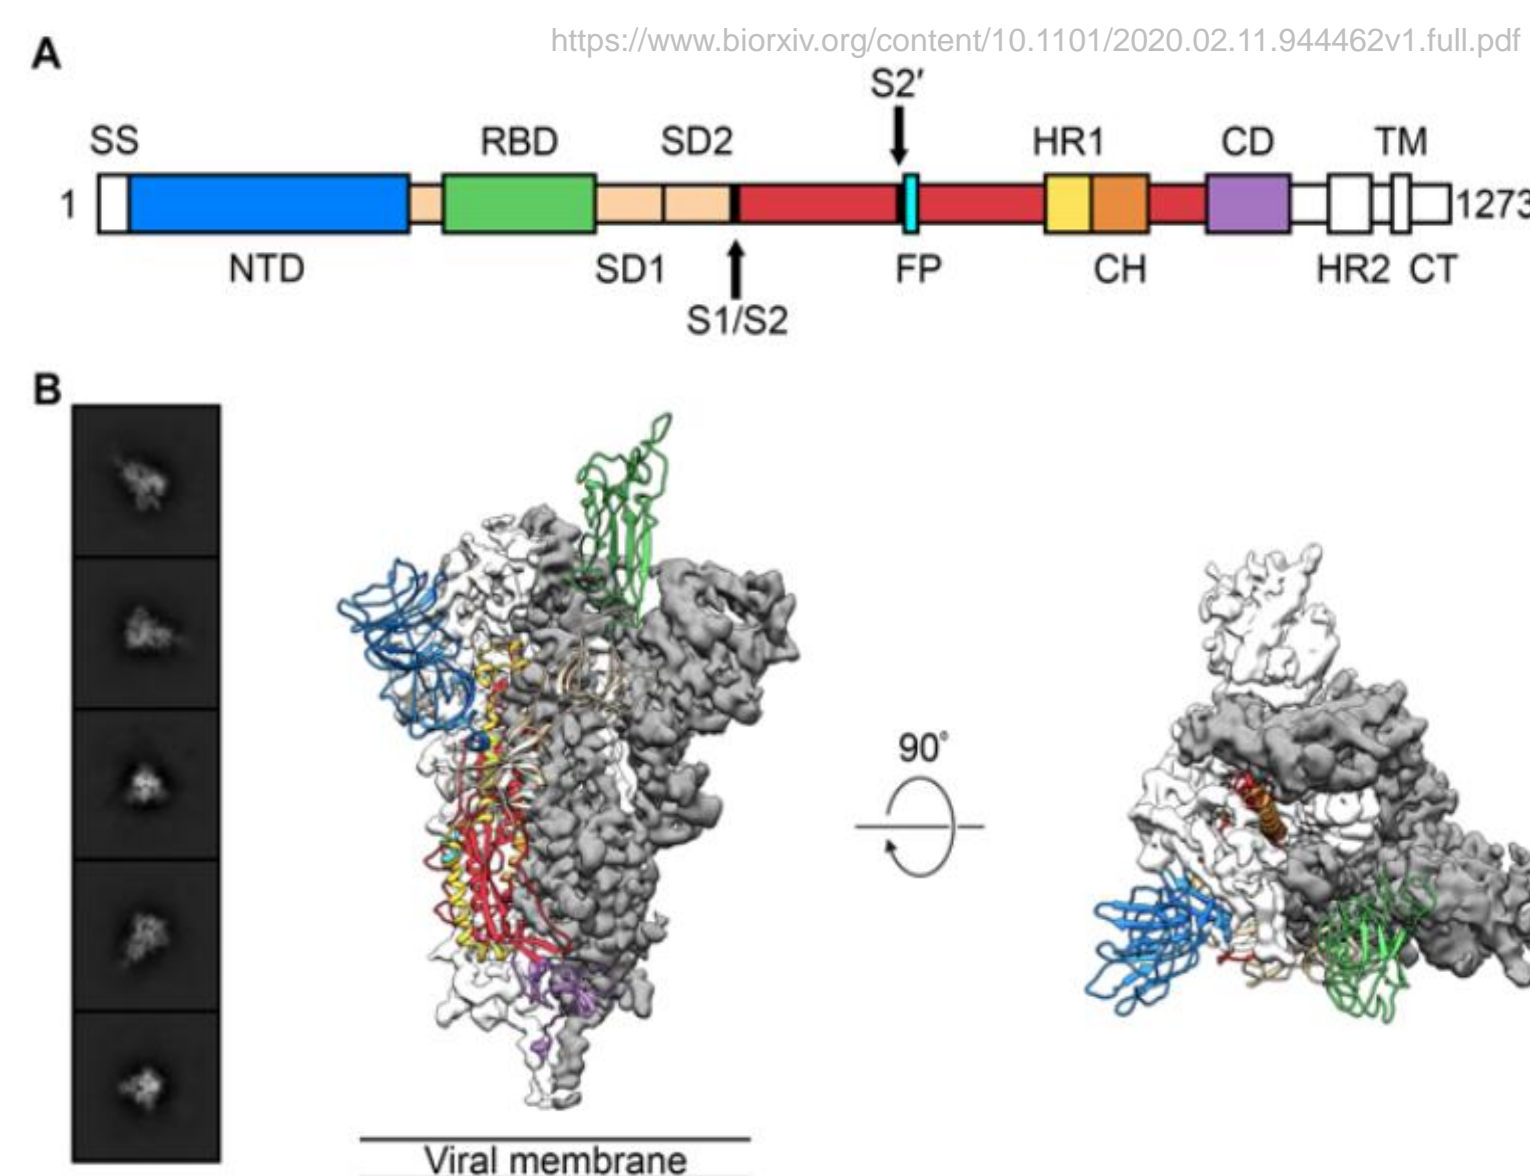 https://www.biorxiv.org/content/10.1101/2020.02.11.944462v1.full.pdf
A
S2′
SS RBD SD2 HR1 CD TM
1 1273
NTD SD1 FP CH HR2 CT
S1/S2
B
90°
Viral membrane